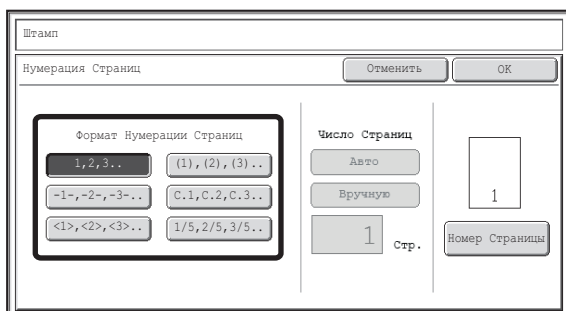 Штамп
Нумерация Страниц
Отменить
OK
Формат Нумерации Страниц
1,2,3..
(1),(2),(3)..
-1-,-2-,-3-..
С.1,С.2,С.3..
<1>,<2>,<3>..
1/5,2/5,3/5..
Число Страниц
Авто
Вручную
1 Стр.
1
Номер Страницы